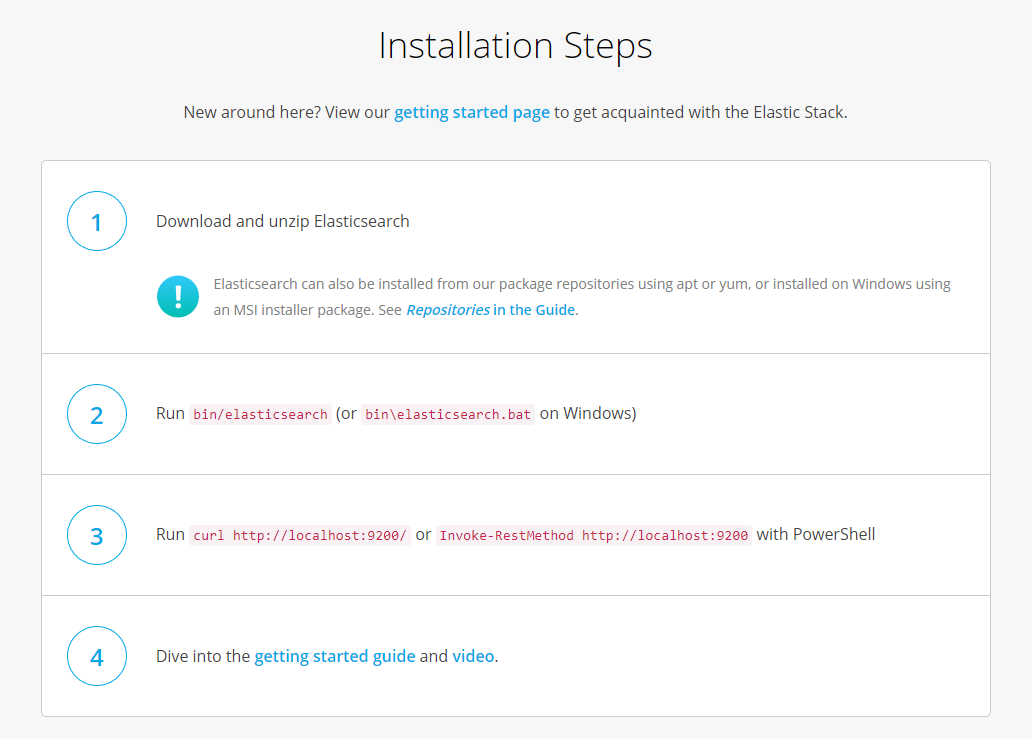 Installation Steps
New around here? View our getting started page to get acquainted with the Elastic Stack.
1
Download and unzip Elasticsearch
!
Elasticsearch can also be installed from our package repositories using apt or yum, or installed on Windows using
an MSI installer package. See Repositories in the Guide.
2
Run bin/elasticsearch (or bin\elasticsearch.bat on Windows)
3
Run curl http://localhost:9200/ or Invoke-RestMethod http://localhost:9200 with PowerShell
4
Dive into the getting started guide and video.